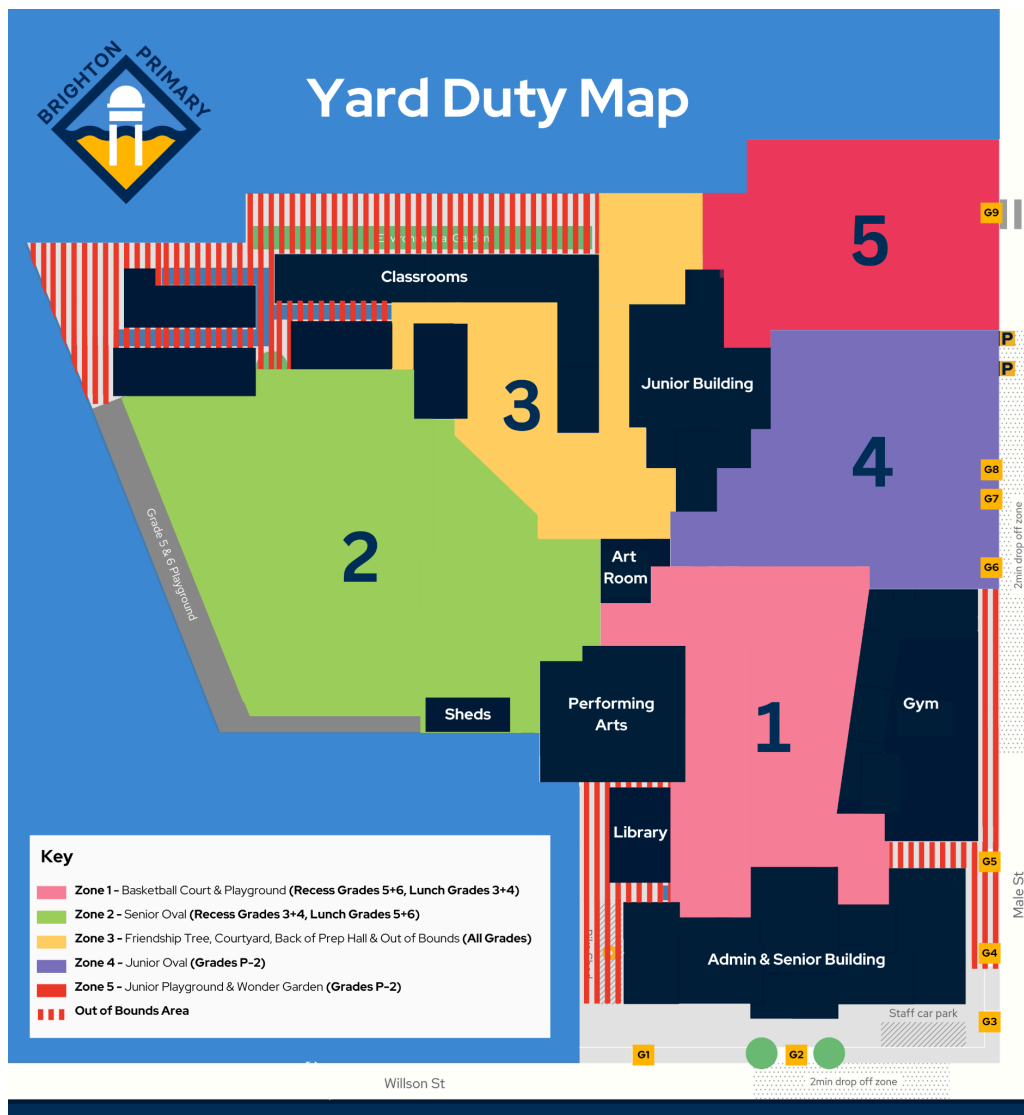 BRIGHTON PRIMARY
Yard Duty Map
5
G9
Classrooms
P
P
Junior Building
3
4
G8
G7
2min drop off zone
Grade 5 & 6 Playground
2
Art
Room
G6
Sheds
Performing
Arts
1
Gym
Library
G5
Male St
G4
Admin & Senior Building
Staff car park
G3
G1
G2
Willson St
2min drop off zone
Key
Zone 1 - Basketball Court & Playground (Recess Grades 5+6, Lunch Grades 3+4)
Zone 2 - Senior Oval (Recess Grades 3+4, Lunch Grades 5+6)
Zone 3 - Friendship Tree, Courtyard, Back of Prep Hall & Out of Bounds (All Grades)
Zone 4 - Junior Oval (Grades P-2)
Zone 5 - Junior Playground & Wonder Garden (Grades P-2)
Out of Bounds Area